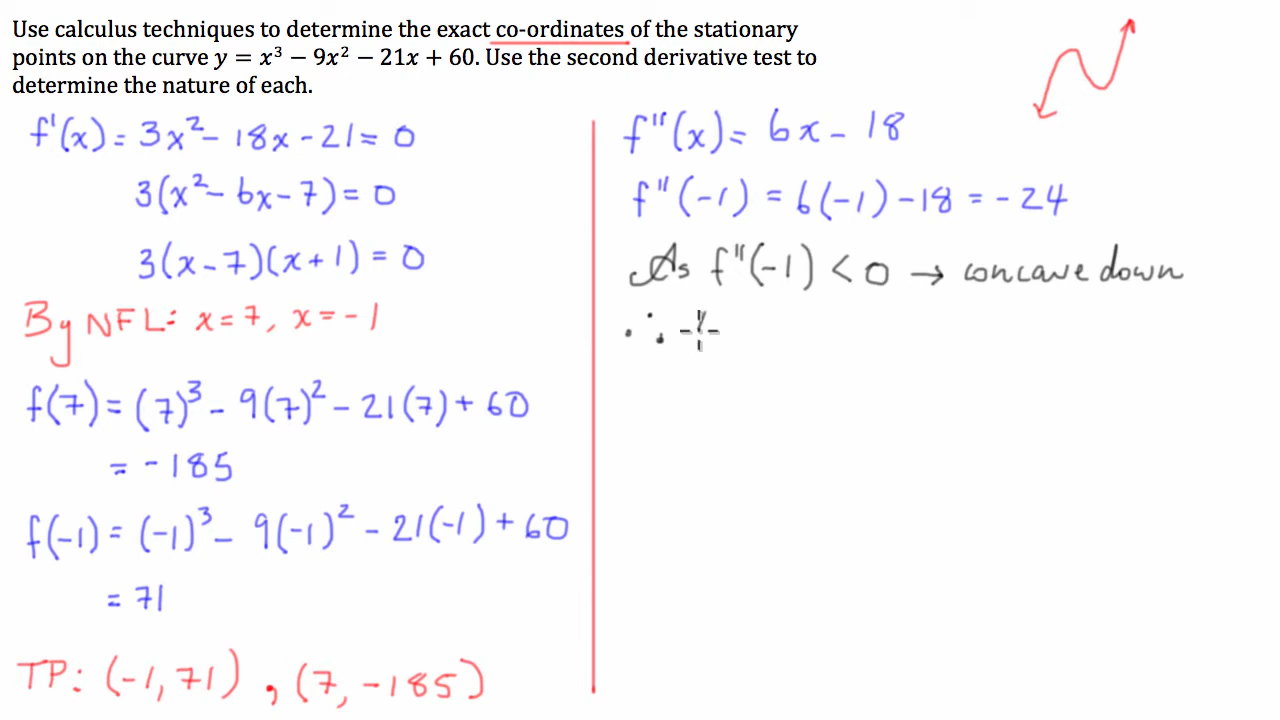 Use calculus techniques to determine the exact co-ordinates of the stationary
points on the curve y = x³ − 9x² − 21x + 60. Use the second derivative test to
determine the nature of each.
f'(x) = 3x² - 18x - 21 = 0
3(x² - 6x - 7) = 0
3(x - 7)(x + 1) = 0
By NFL: x = 7, x = -1
f(7) = (7)³ - 9(7)² - 21(7) + 60
= -185
f(-1) = (-1)³ - 9(-1)² - 21(-1) + 60
= 71
TP: (-1, 71), (7, -185)
f''(x) = 6x - 18
f''(-1) = 6(-1) - 18 = -24
As f''(-1) < 0 → concave down
∴